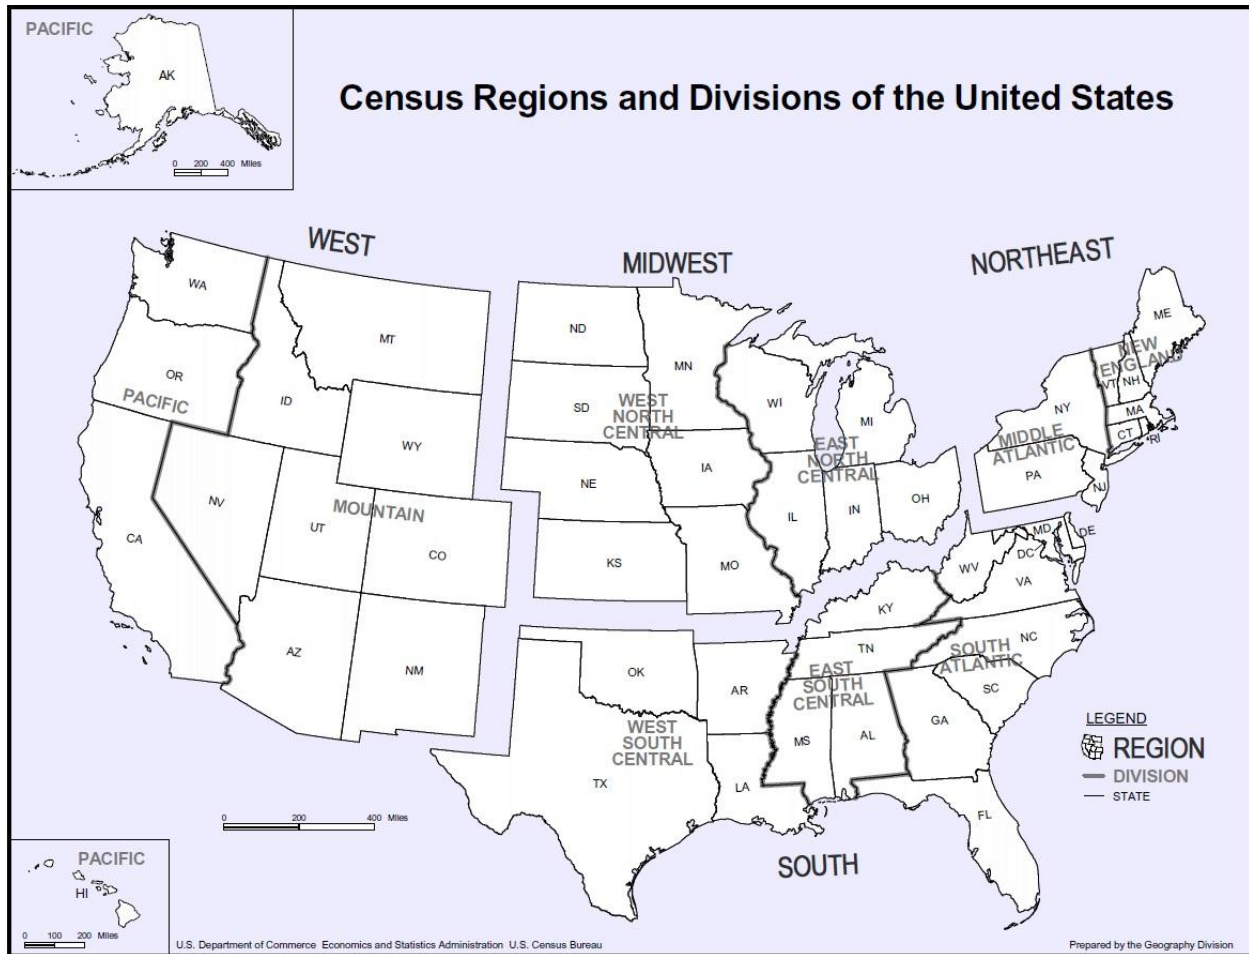 PACIFIC
AK
0 200 400 Miles
Census Regions and Divisions of the United States
WEST
MIDWEST
NORTHEAST
WA
MT
OR
ID
PACIFIC
WY
NV
UT
MOUNTAIN
CO
CA
AZ
NM
ND
MN
SD
WEST
NORTH
CENTRAL
NE
IA
KS
MO
WI
MI
EAST
NORTH
CENTRAL
IL
IN
OH
ME
NEW
ENGLAND
VT
NH
NY
MA
CT
RI
MIDDLE
ATLANTIC
PA
NJ
MD
DE
DC
WV
VA
KY
TN
NC
SOUTH
ATLANTIC
SC
EAST
SOUTH
CENTRAL
GA
MS
AL
FL
OK
AR
WEST
SOUTH
CENTRAL
TX
LA
SOUTH
0 200 400 Miles
LEGEND
REGION
DIVISION
STATE
PACIFIC
HI
0 100 200 Miles
U.S. Department of Commerce Economics and Statistics Administration U.S. Census Bureau
Prepared by the Geography Division